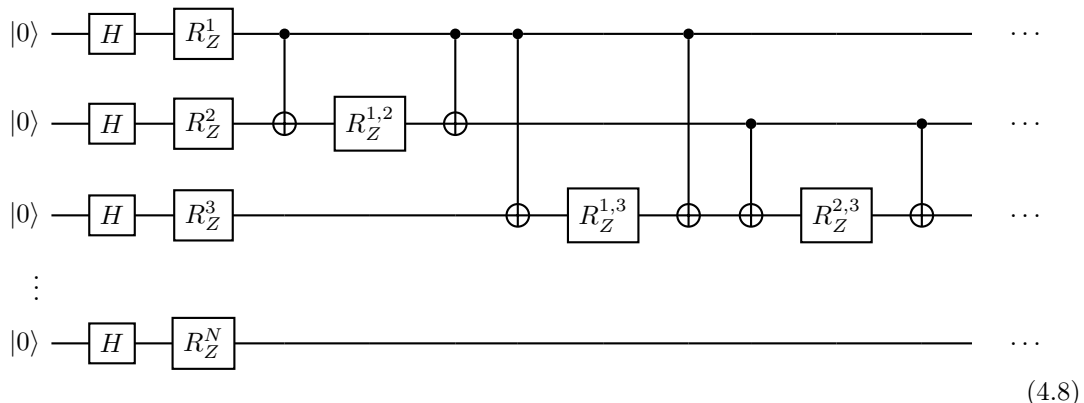 |0⟩ H R_Z^1 ···
|0⟩ H R_Z^2 R_Z^{1,2} ···
|0⟩ H R_Z^3 R_Z^{1,3} R_Z^{2,3} ···
⋮
|0⟩ H R_Z^N ···
(4.8)